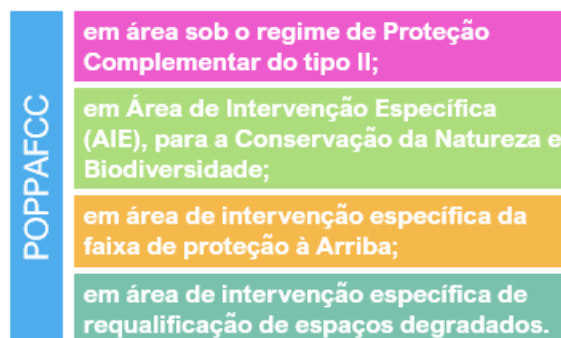 POPPAFCC
em área sob o regime de Proteção
Complementar do tipo II;
em Área de Intervenção Específica
(AIE), para a Conservação da Natureza e
Biodiversidade;
em área de intervenção específica da
faixa de proteção à Arriba;
em área de intervenção específica de
requalificação de espaços degradados.